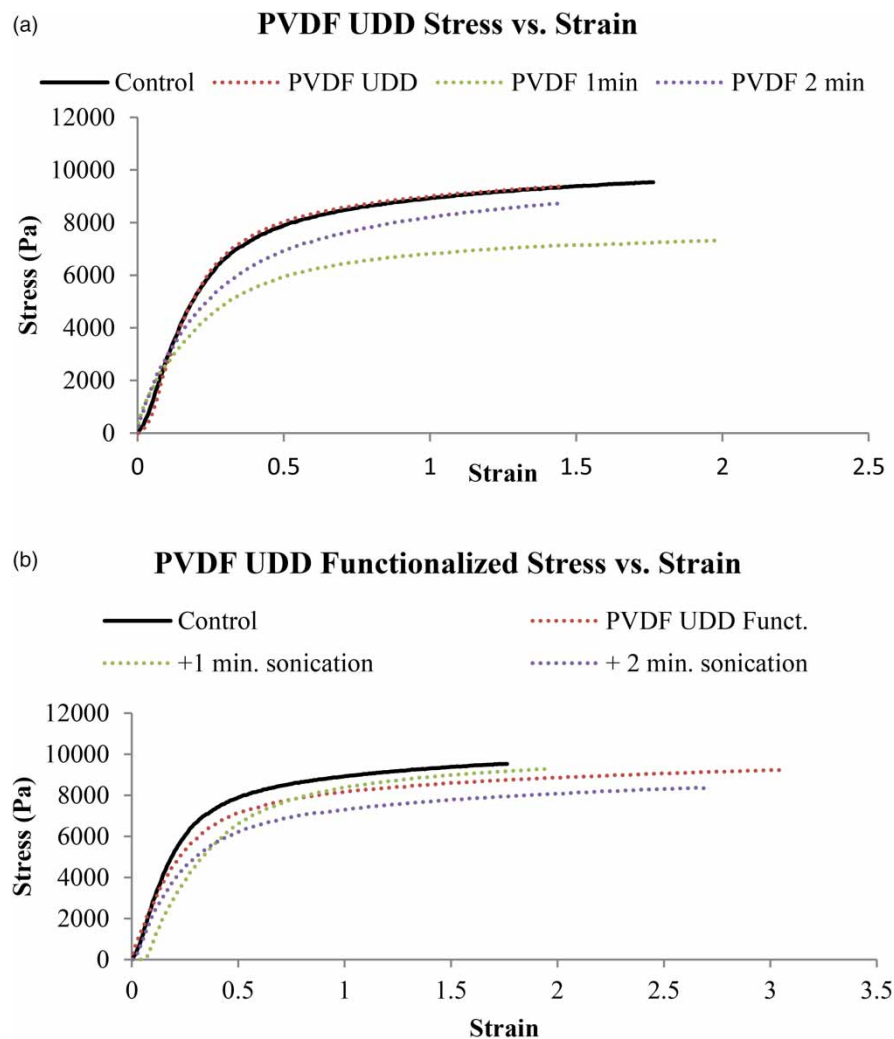 (a)
PVDF UDD Stress vs. Strain
Control PVDF UDD PVDF 1min PVDF 2 min
12000
10000
8000
6000
4000
2000
0
Stress (Pa)
0 0.5 1 1.5 2 2.5
Strain
(b)
PVDF UDD Functionalized Stress vs. Strain
Control PVDF UDD Funct.
+1 min. sonication + 2 min. sonication
12000
10000
8000
6000
4000
2000
0
Stress (Pa)
0 0.5 1 1.5 2 2.5 3 3.5
Strain